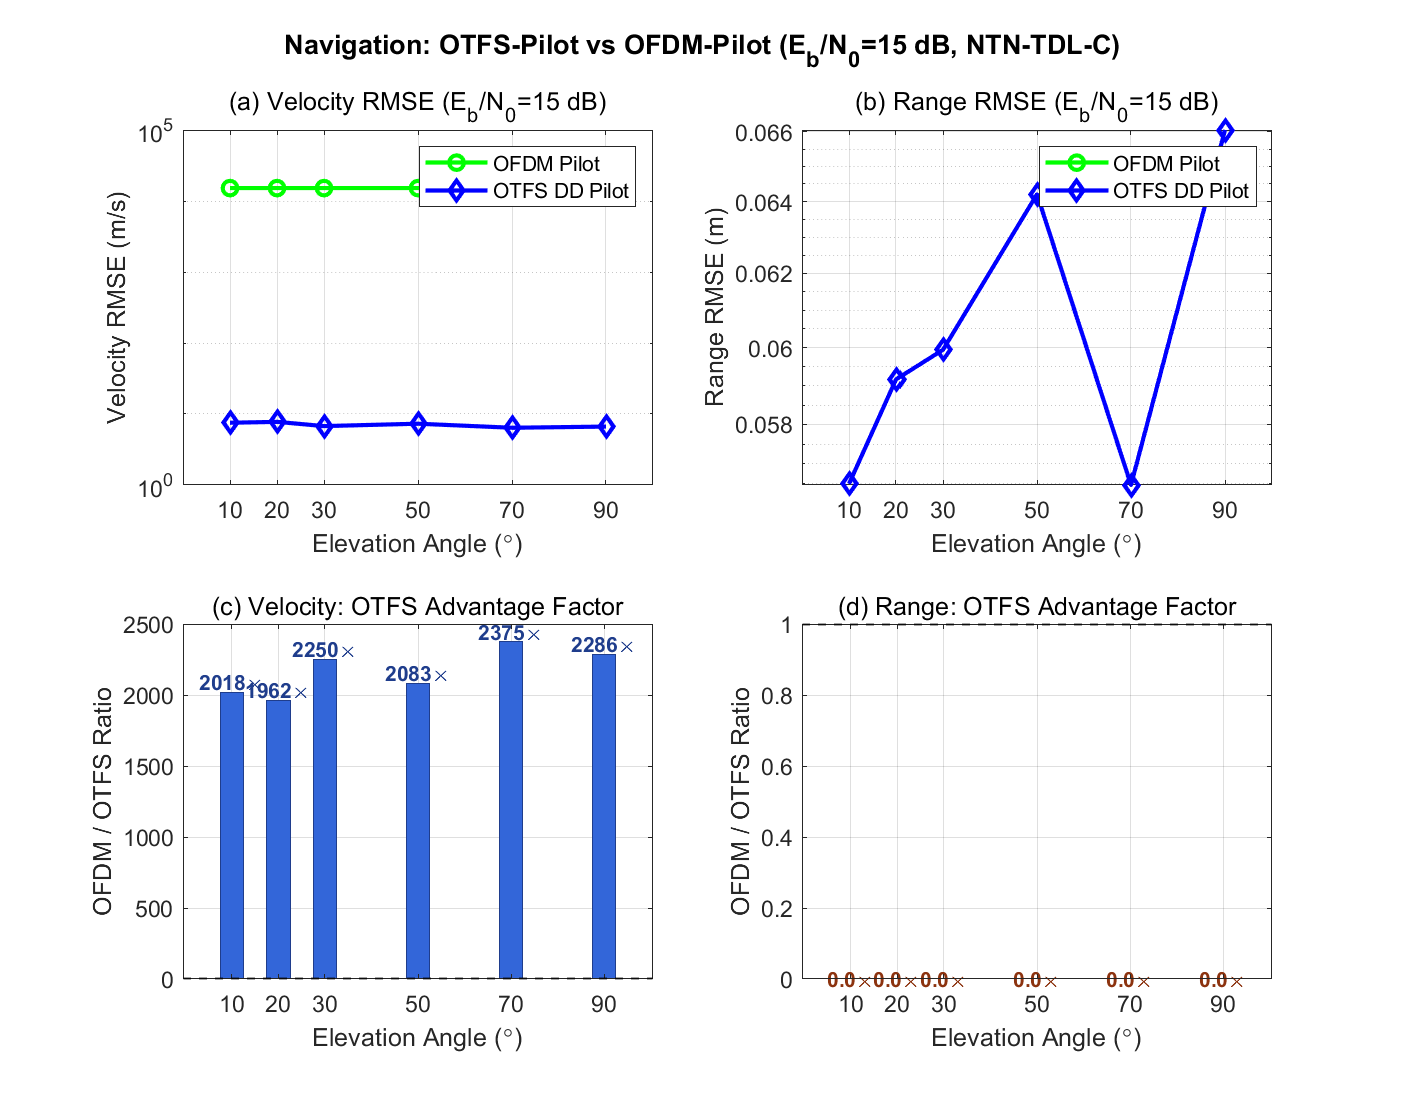 Navigation: OTFS-Pilot vs OFDM-Pilot (E_b/N_0=15 dB, NTN-TDL-C)
(a) Velocity RMSE (E_b/N_0=15 dB)
10^5
10^0
Velocity RMSE (m/s)
OFDM Pilot
OTFS DD Pilot
10 20 30 50 70 90
Elevation Angle (°)
(b) Range RMSE (E_b/N_0=15 dB)
0.066
0.064
0.062
0.06
0.058
Range RMSE (m)
OFDM Pilot
OTFS DD Pilot
10 20 30 50 70 90
Elevation Angle (°)
(c) Velocity: OTFS Advantage Factor
2500
2000
1500
1000
500
0
OFDM / OTFS Ratio
2018× 1962× 2250× 2083× 2375× 2286×
10 20 30 50 70 90
Elevation Angle (°)
(d) Range: OTFS Advantage Factor
1
0.8
0.6
0.4
0.2
0
OFDM / OTFS Ratio
0.0× 0.0× 0.0× 0.0× 0.0× 0.0×
10 20 30 50 70 90
Elevation Angle (°)